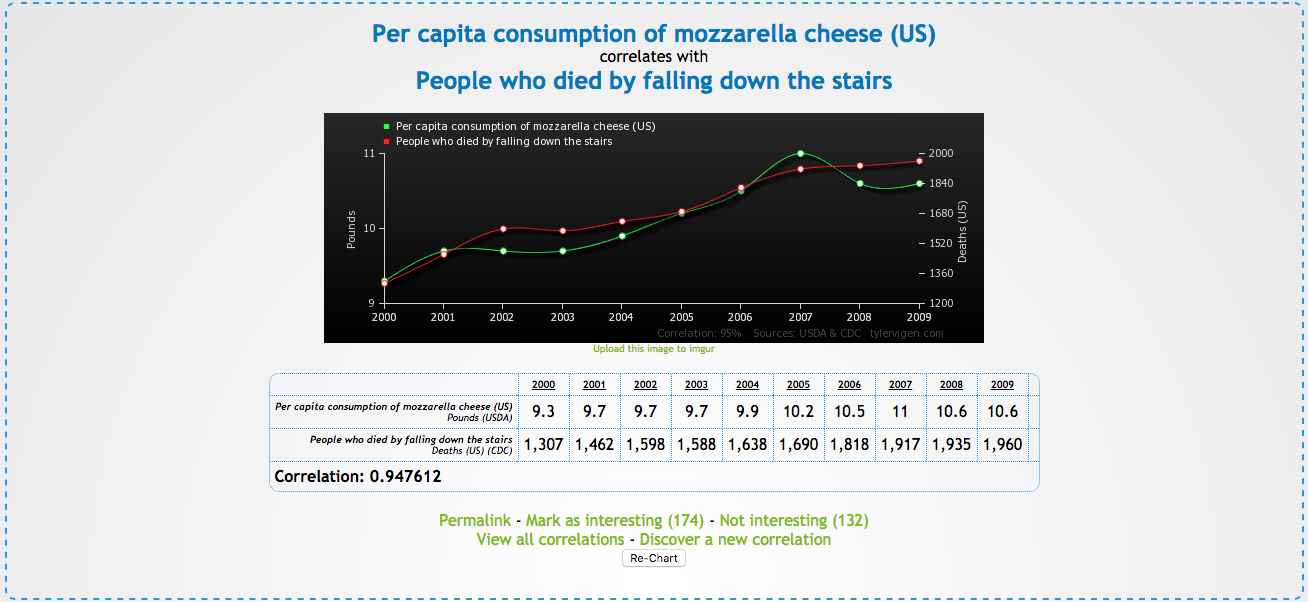 Per capita consumption of mozzarella cheese (US)
correlates with
People who died by falling down the stairs
Per capita consumption of mozzarella cheese (US)
People who died by falling down the stairs
11
10
9
Pounds
2000
1840
1680
1520
1360
1200
Deaths (US)
2000 2001 2002 2003 2004 2005 2006 2007 2008 2009
Correlation: 95% Sources: USDA & CDC tylervigen.com
Upload this image to imgur
2000 2001 2002 2003 2004 2005 2006 2007 2008 2009
Per capita consumption of mozzarella cheese (US)
Pounds (USDA)
9.3 9.7 9.7 9.7 9.9 10.2 10.5 11 10.6 10.6
People who died by falling down the stairs
Deaths (US) (CDC)
1,307 1,462 1,598 1,588 1,638 1,690 1,818 1,917 1,935 1,960
Correlation: 0.947612
Permalink - Mark as interesting (174) - Not interesting (132)
View all correlations - Discover a new correlation
Re-Chart